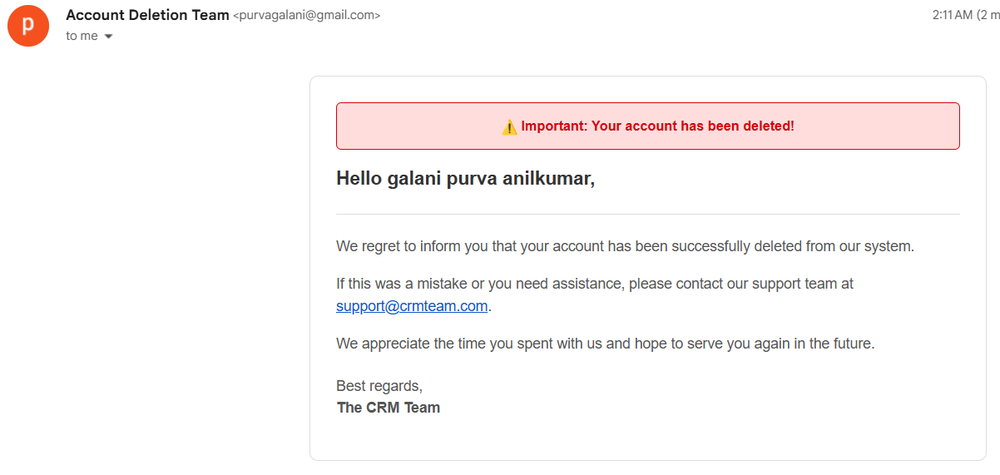 Account Deletion Team <purvagalani@gmail.com>
2:11 AM (2 m
to me
p
⚠️ Important: Your account has been deleted!
Hello galani purva anilkumar,
We regret to inform you that your account has been successfully deleted from our system.
If this was a mistake or you need assistance, please contact our support team at
support@crmteam.com.
We appreciate the time you spent with us and hope to serve you again in the future.
Best regards,
The CRM Team